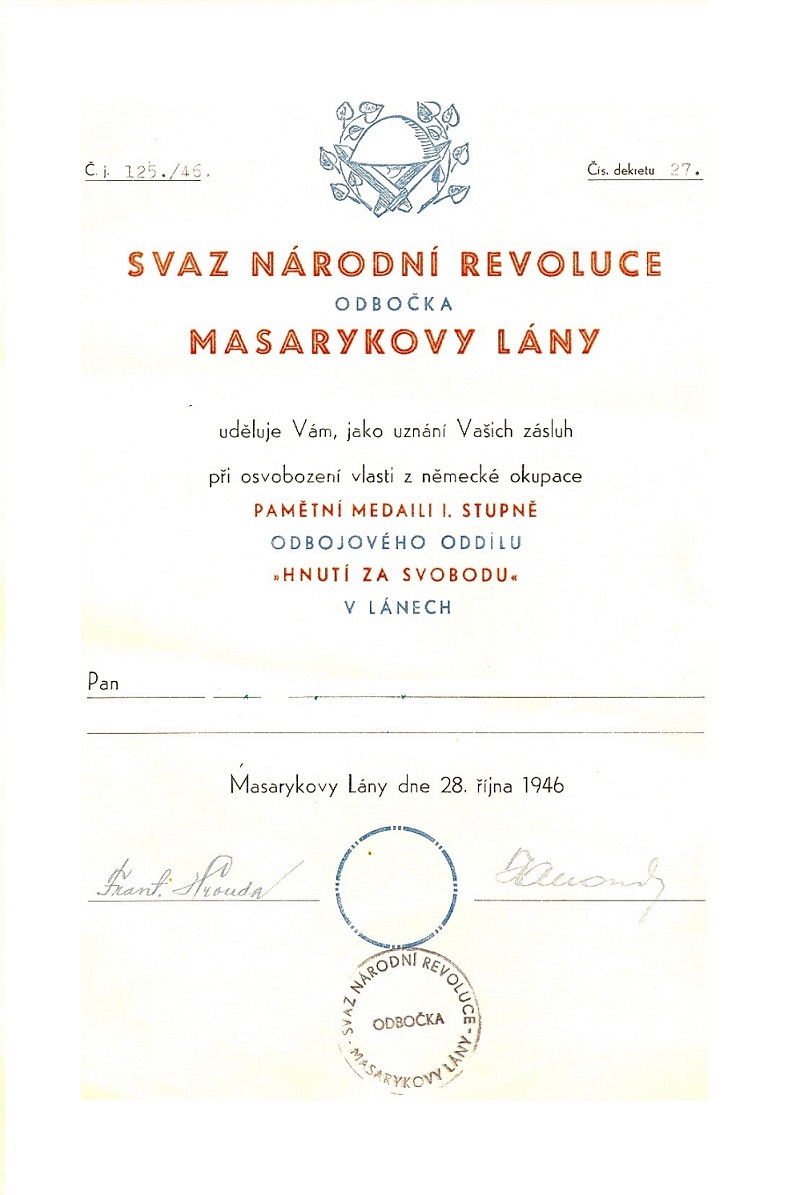 Č. j. 125./46.
Čís. dekretu 27.
SVAZ NÁRODNÍ REVOLUCE
ODBOČKA
MASARYKOVY LÁNY
uděluje Vám, jako uznání Vašich zásluh
při osvobození vlasti z německé okupace
PAMĚTNÍ MEDAILI I. STUPNĚ
ODBOJOVÉHO ODDÍLU
»HNUTÍ ZA SVOBODU«
V LÁNECH
Pan
Masarykovy Lány dne 28. října 1946
Frant. Hrouda
SVAZ NÁRODNÍ REVOLUCE
ODBOČKA
MASARYKOVY LÁNY